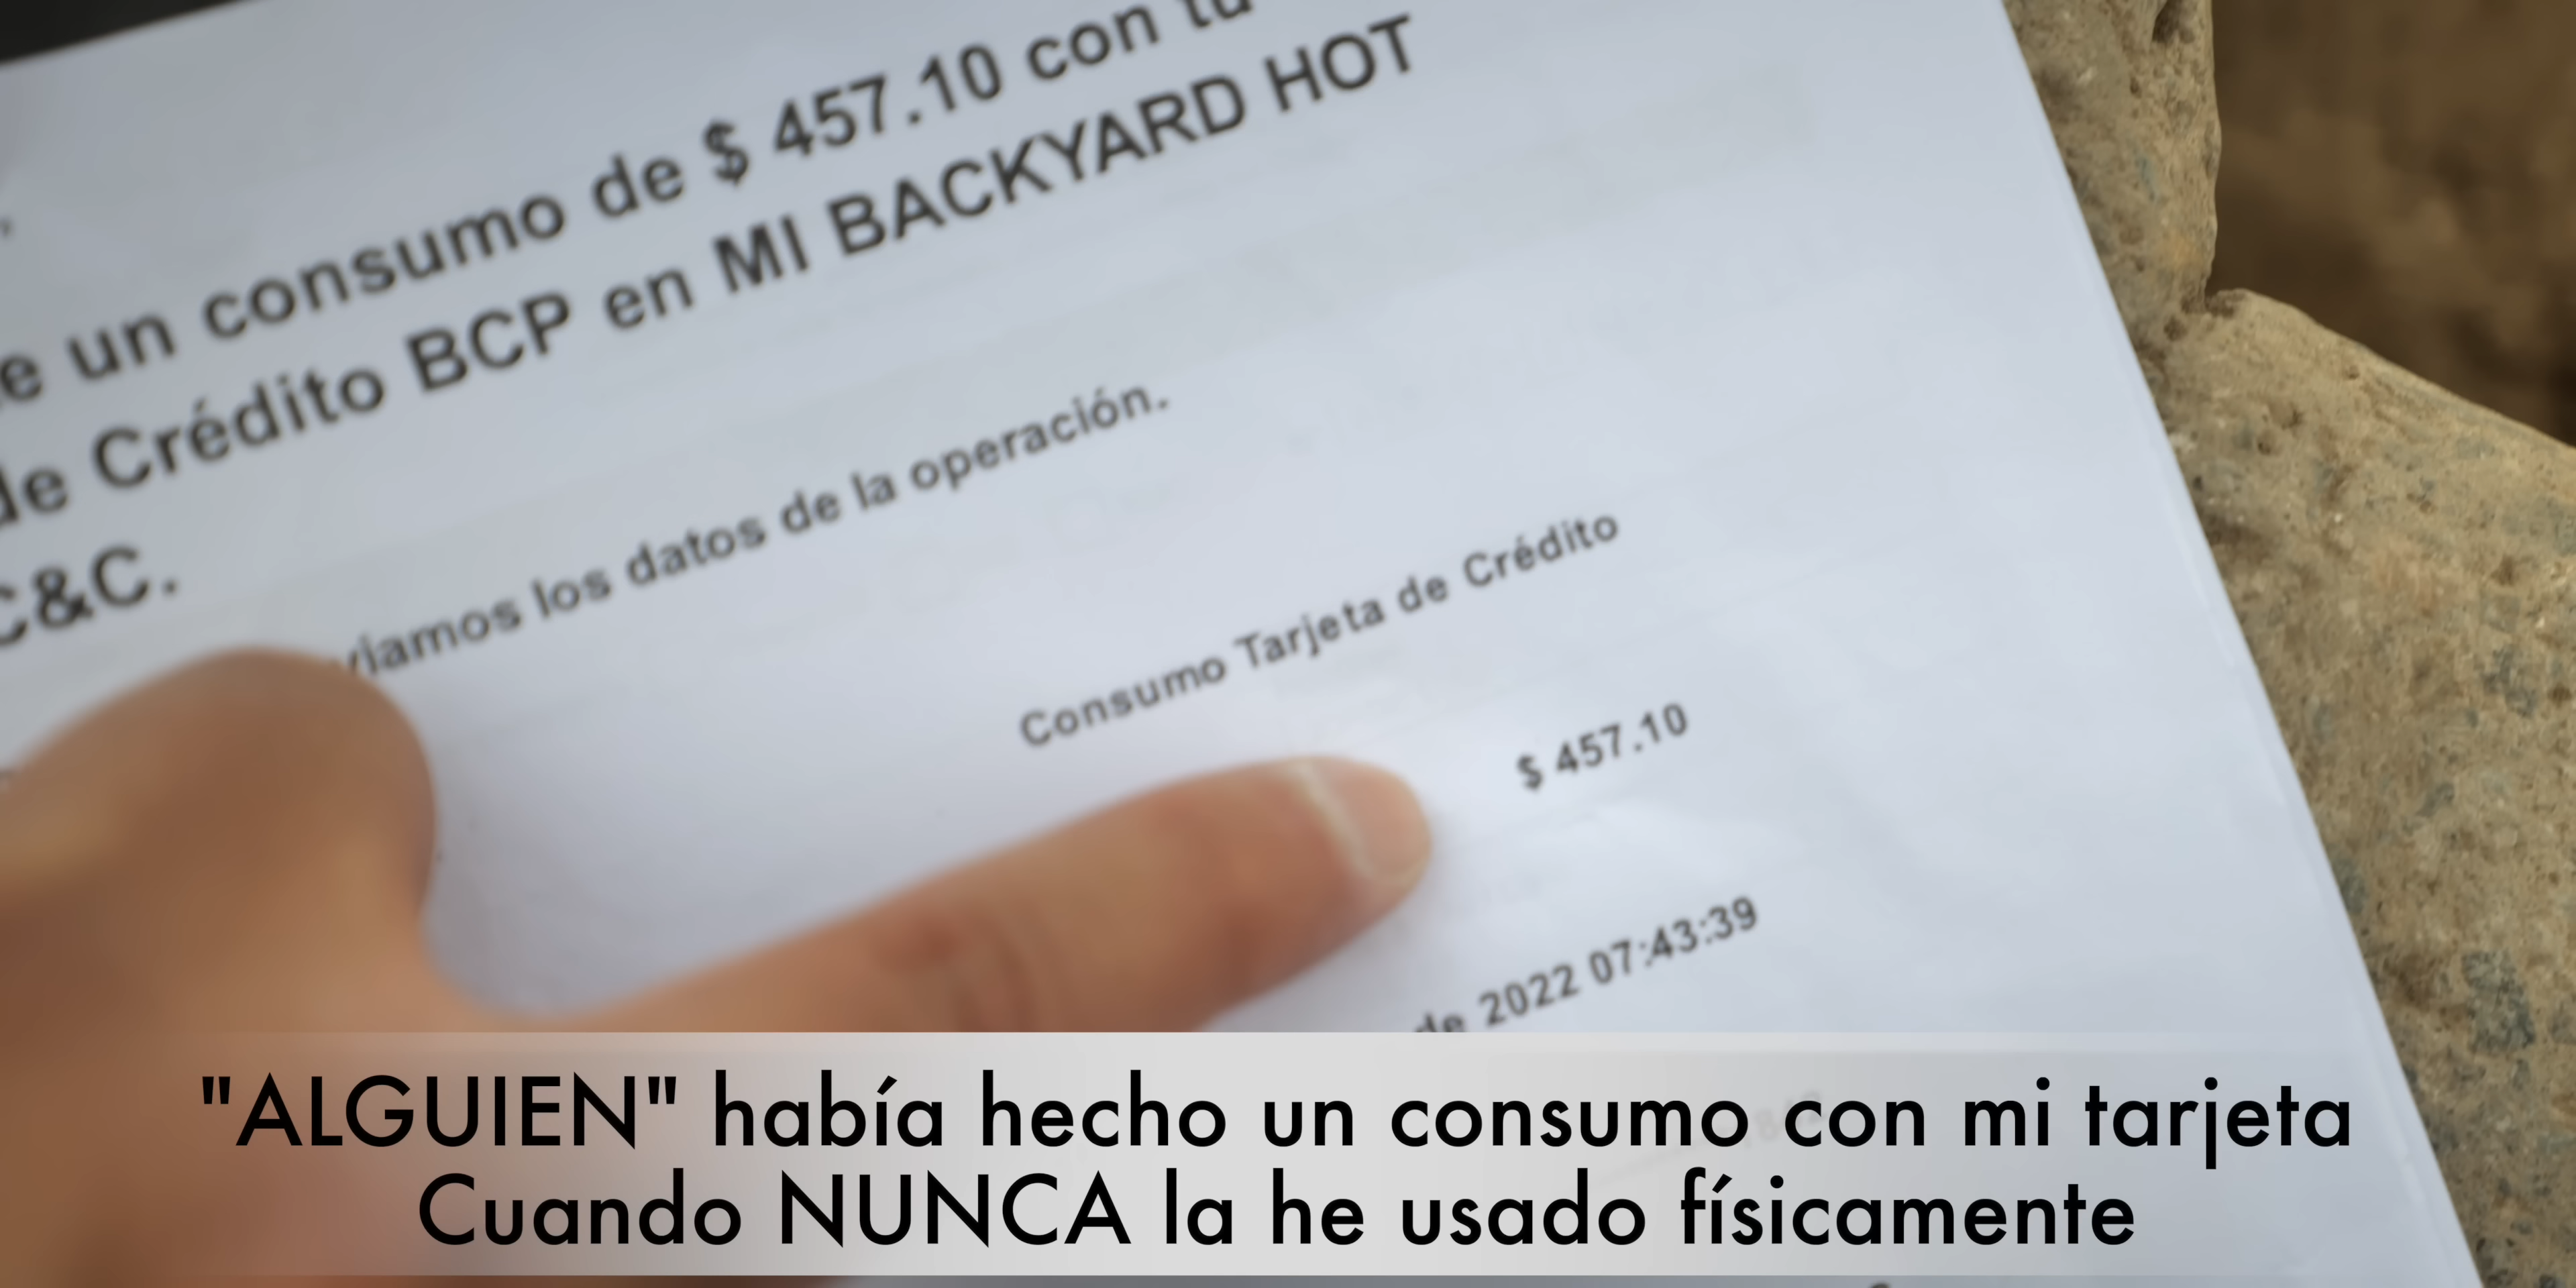 un consumo de $ 457.10 con tu
de Crédito BCP en MI BACKYARD HOT
C&C.
los datos de la operación.
Consumo Tarjeta de Crédito
$ 457.10
de 2022 07:43:39
"ALGUIEN" había hecho un consumo con mi tarjeta
Cuando NUNCA la he usado físicamente